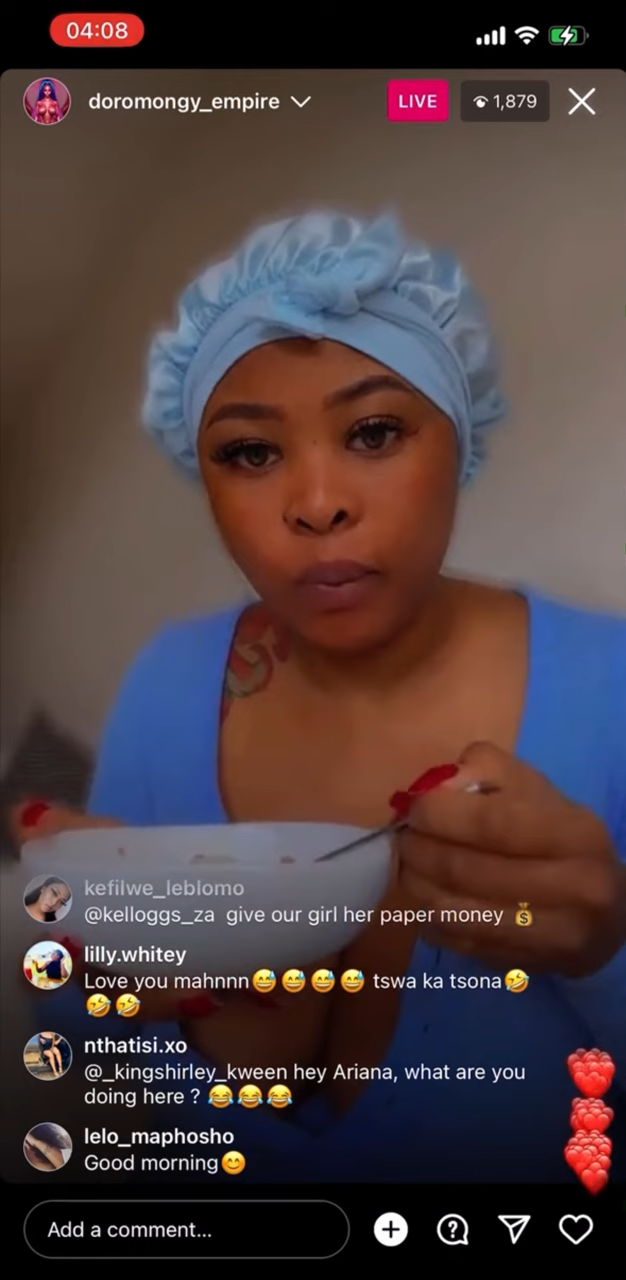 04:08
doromongy_empire
LIVE
1,879
kefilwe_leblomo
@kelloggs_za give our girl her paper money 💰
lilly.whitey
Love you mahnnn😅😅😅😅 tswa ka tsona🤣
🤣🤣
nthatisi.xo
@_kingshirley_kween hey Ariana, what are you
doing here ? 😂😂😂
lelo_maphosho
Good morning😊
Add a comment...